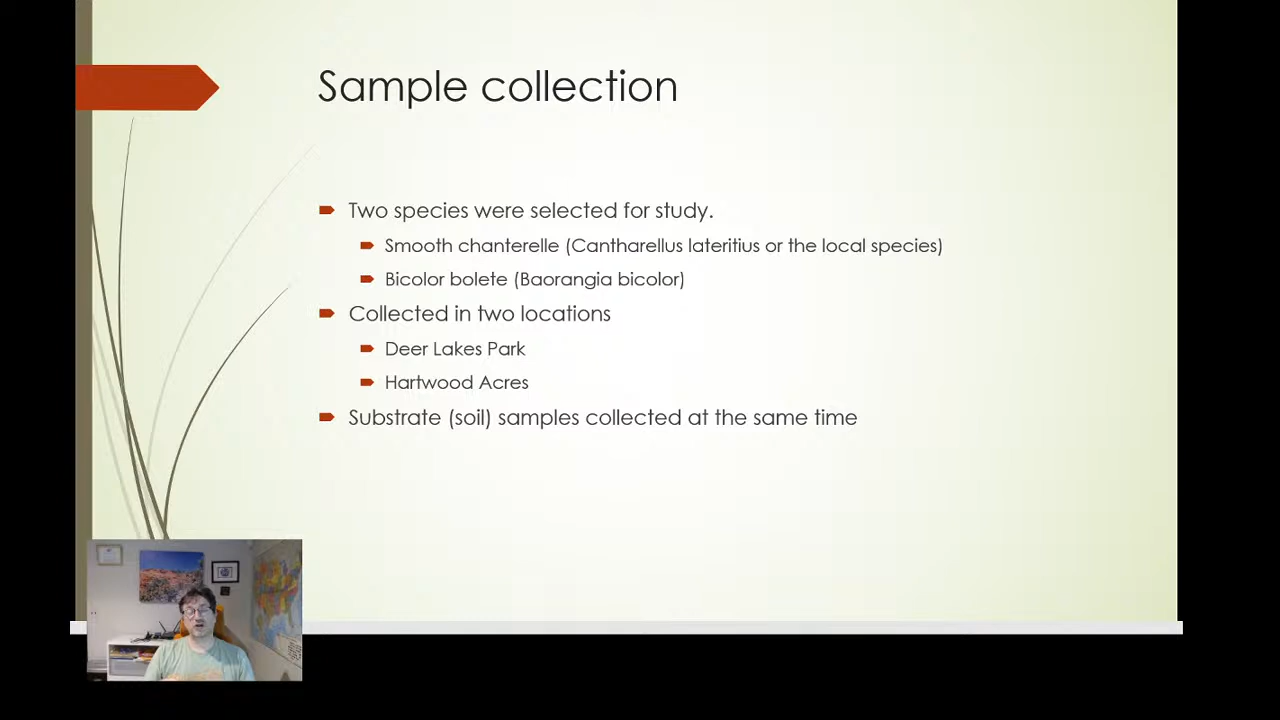 Sample collection
Two species were selected for study.
Smooth chanterelle (Cantharellus lateritius or the local species)
Bicolor bolete (Baorangia bicolor)
Collected in two locations
Deer Lakes Park
Hartwood Acres
Substrate (soil) samples collected at the same time